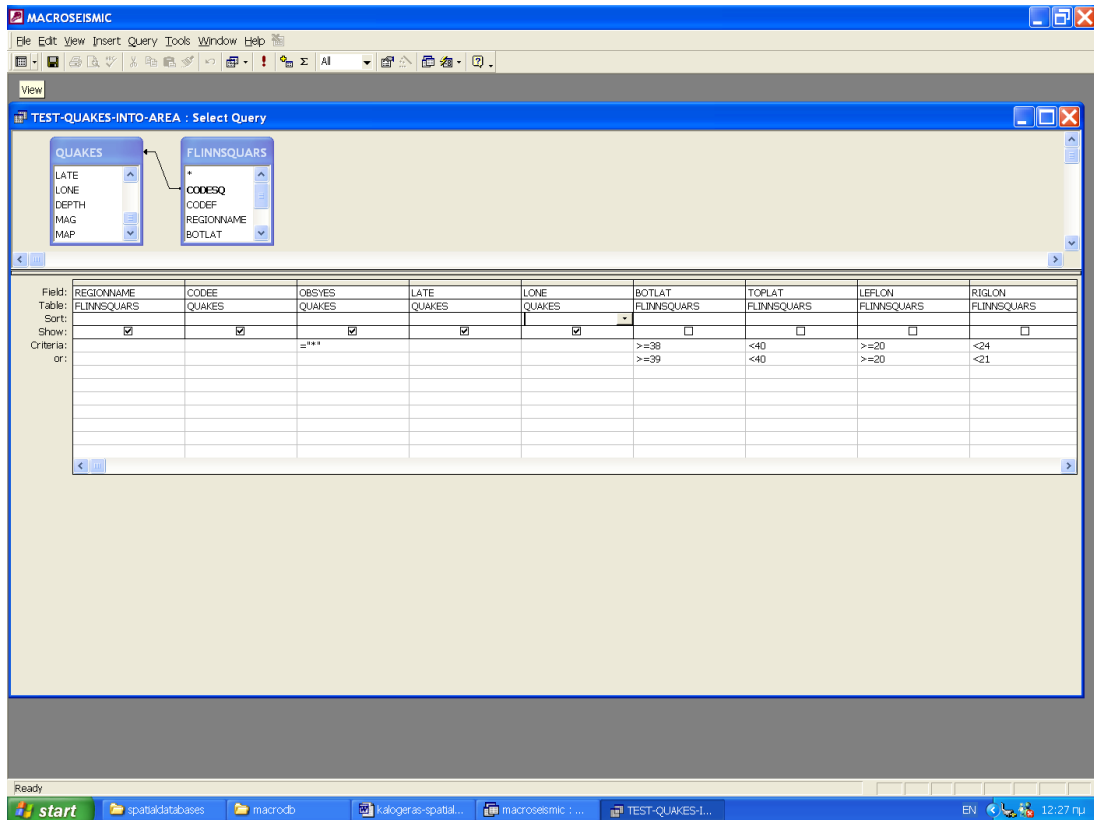 MACROSEISMIC
File Edit View Insert Query Tools Window Help
All
View
TEST-QUAKES-INTO-AREA : Select Query
QUAKES
LATE
LONE
DEPTH
MAG
MAP
FLINNSQUARS
*
CODESQ
CODEF
REGIONNAME
BOTLAT
Field: REGIONNAME CODEE OBSYES LATE LONE BOTLAT TOPLAT LEFLON RIGLON
Table: FLINNSQUARS QUAKES QUAKES QUAKES QUAKES FLINNSQUARS FLINNSQUARS FLINNSQUARS FLINNSQUARS
Sort:
Show:
Criteria: ="*" >=38 <40 >=20 <24
or: >=39 <40 >=20 <21
Ready
start spatialdatabases macrodb kalogeras-spatial... macroseismic : ... TEST-QUAKES-I... EN 12:27 πμ